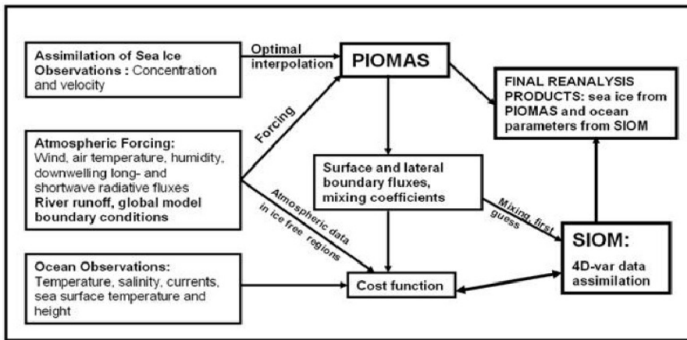 Assimilation of Sea Ice
Observations : Concentration
and velocity
Optimal
interpolation
PIOMAS
FINAL REANALYSIS
PRODUCTS: sea ice from
PIOMAS and ocean
parameters from SIOM
Atmospheric Forcing:
Wind, air temperature, humidity,
downwelling long- and
shortwave radiative fluxes
River runoff, global model
boundary conditions
Forcing
Surface and lateral
boundary fluxes,
mixing coefficients
Atmospheric data
in ice free regions
Mixing, first
guess
SIOM:
4D-var data
assimilation
Ocean Observations:
Temperature, salinity, currents,
sea surface temperature and
height
Cost function